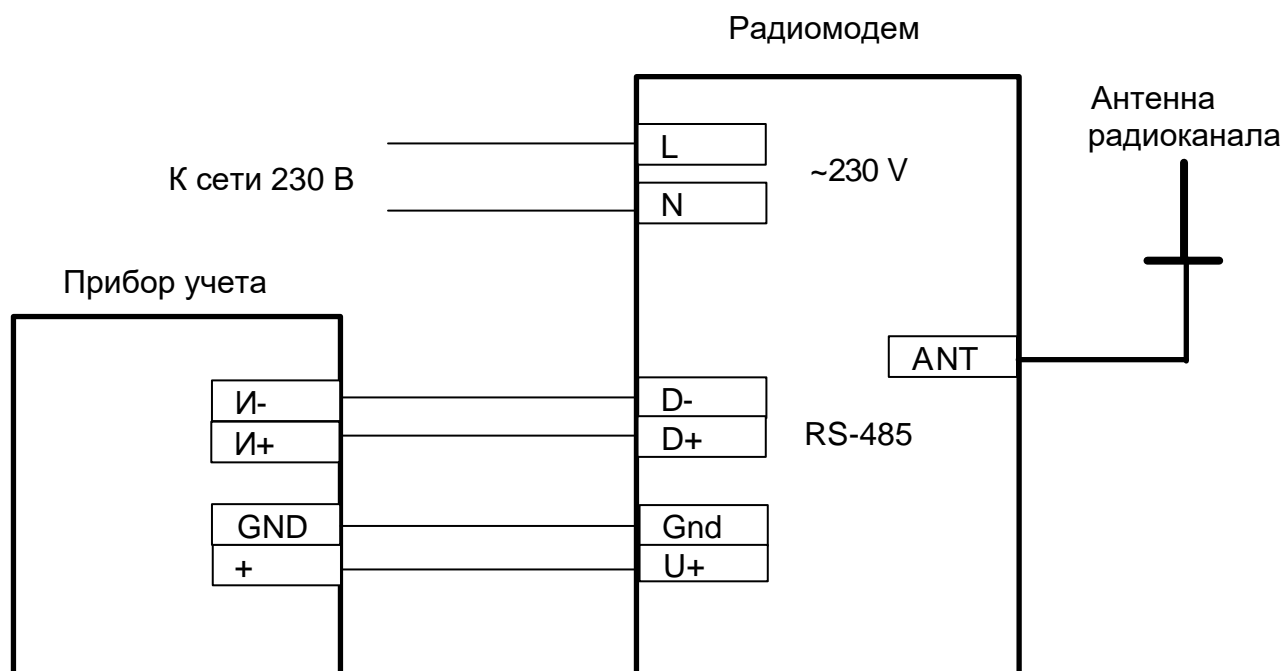 Радиомодем
Антенна
радиоканала
L
~230 V
К сети 230 В
N
Прибор учета
ANT
И-
D-
И+
D+
RS-485
GND
Gnd
+
U+